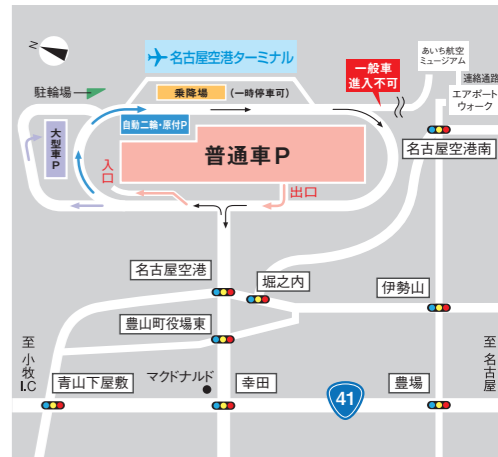 N
名古屋空港ターミナル
あいち航空
ミュージアム
連絡通路
エアポート
ウォーク
一般車
進入不可
駐輪場
乗降場 (一時停車可)
自動二輪・原付P
大型車P
普通車P
入口
出口
名古屋空港南
名古屋空港
堀之内
伊勢山
豊山町役場東
至 小牧I.C
至 名古屋
青山下屋敷
マクドナルド
幸田
41
豊場